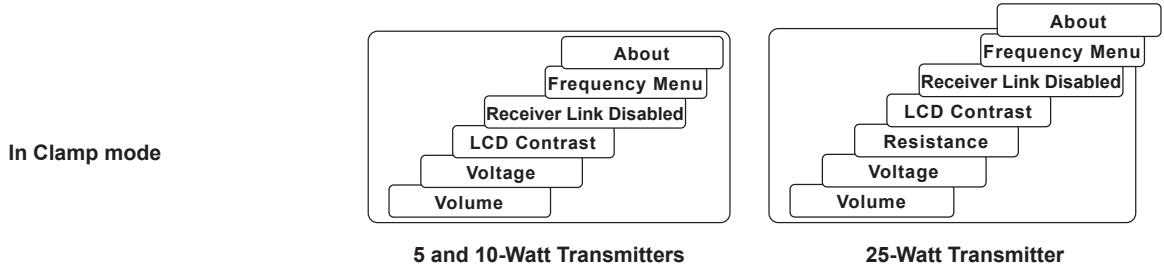 In Clamp mode
About
Frequency Menu
Receiver Link Disabled
LCD Contrast
Voltage
Volume
5 and 10-Watt Transmitters
About
Frequency Menu
Receiver Link Disabled
LCD Contrast
Resistance
Voltage
Volume
25-Watt Transmitter